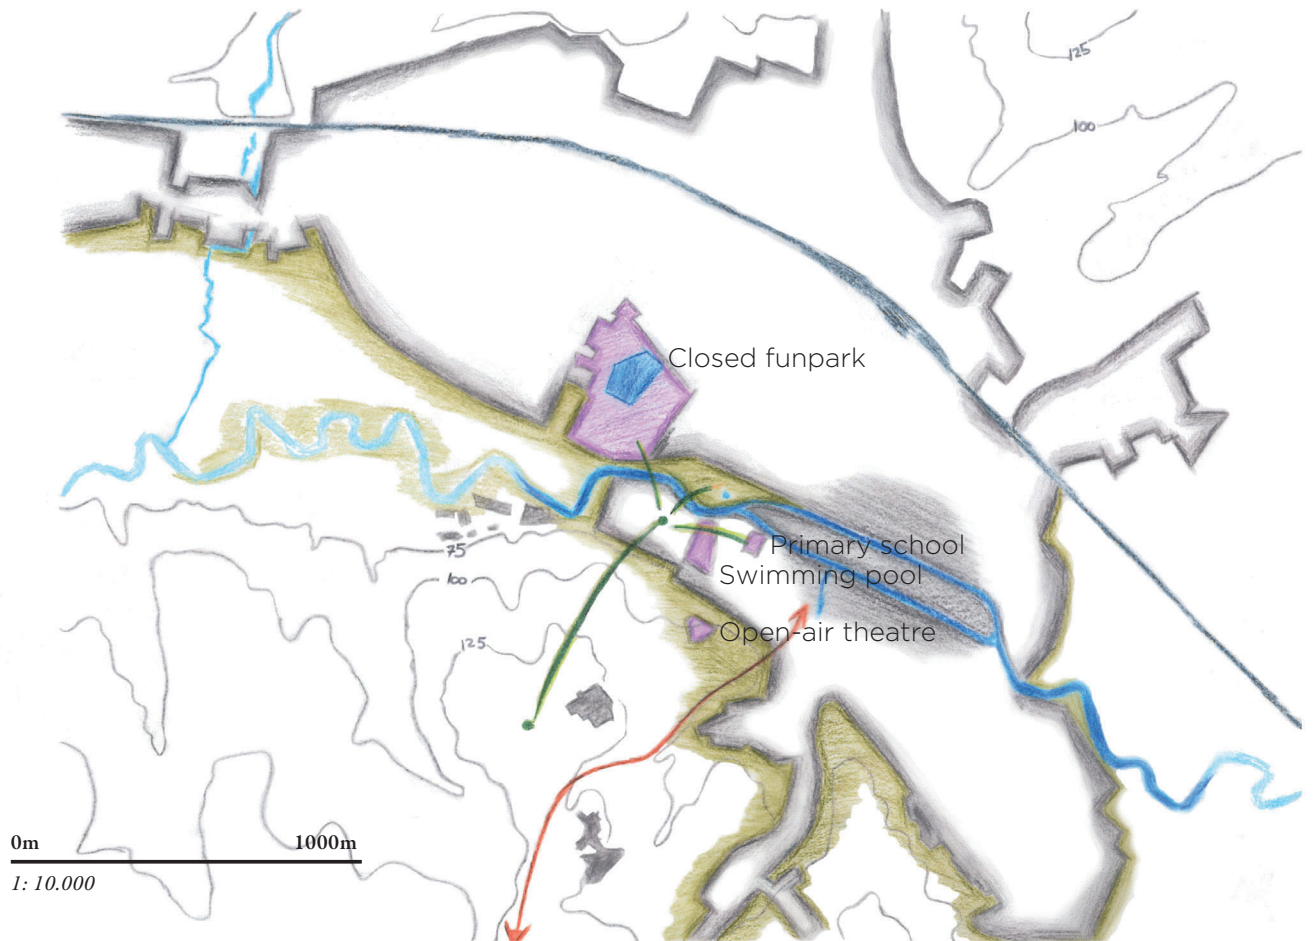 125
100
Closed funpark
Primary school
75
Swimming pool
100
Open-air theatre
125
0m 1000m
1: 10.000